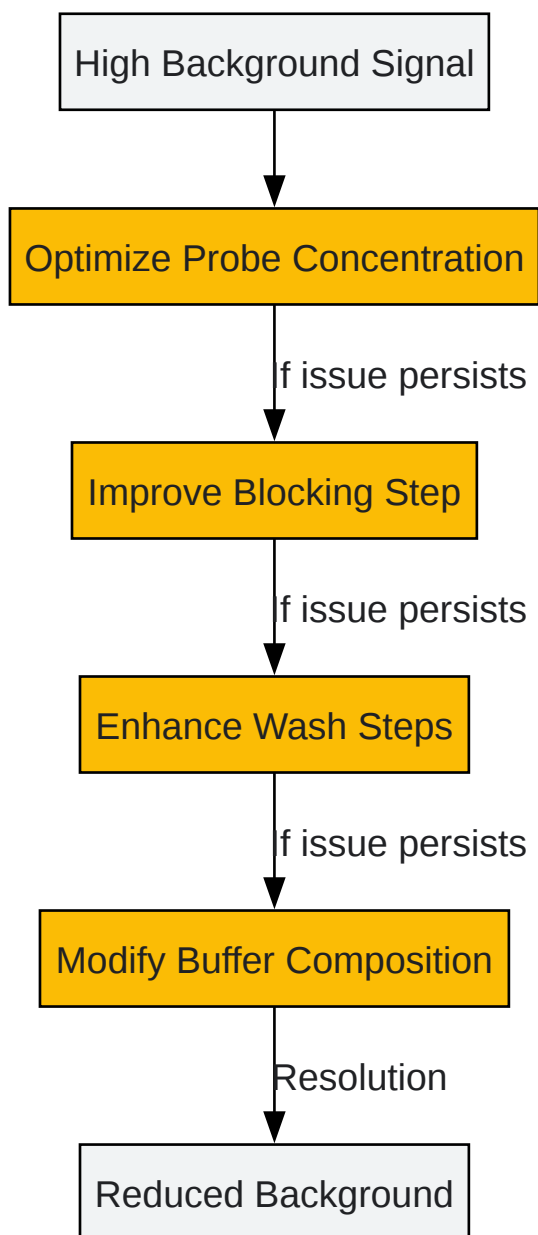 High Background Signal
Optimize Probe Concentration
If issue persists
Improve Blocking Step
If issue persists
Enhance Wash Steps
If issue persists
Modify Buffer Composition
Resolution
Reduced Background